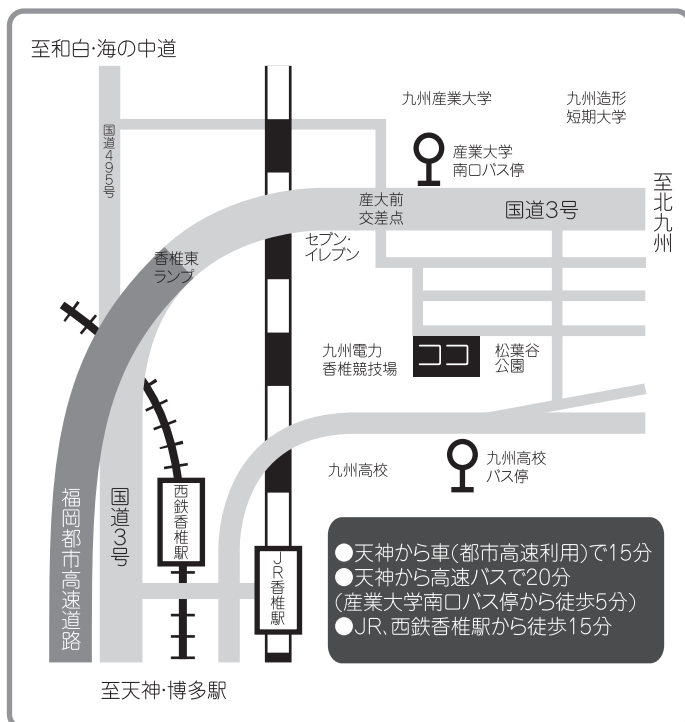 至和白・海の中道
国道495号
九州産業大学
九州造形
短期大学
産業大学
南口バス停
至北九州
産大前
交差点
国道3号
セブン・
イレブン
香椎東
ランプ
九州電力
香椎競技場
ココ
松葉谷
公園
九州高校
九州高校
バス停
福岡都市高速道路
国道3号
西鉄香椎駅
JR香椎駅
●天神から車(都市高速利用)で15分
●天神から高速バスで20分
(産業大学南口バス停から徒歩5分)
●JR、西鉄香椎駅から徒歩15分
至天神・博多駅